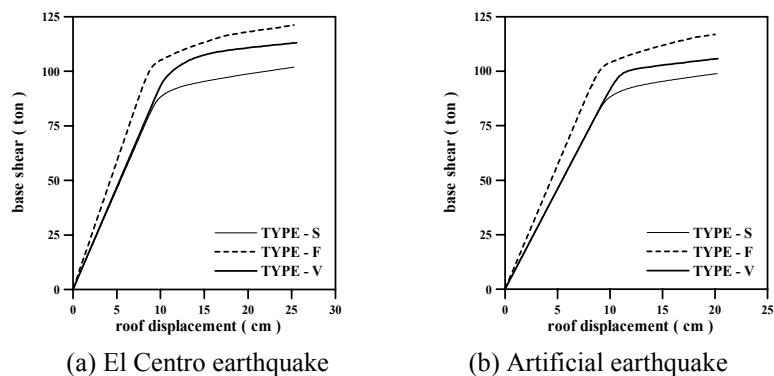 125
100
75
50
25
0
base shear ( ton )
TYPE - S
TYPE - F
TYPE - V
0 5 10 15 20 25 30
roof displacement ( cm )
(a) El Centro earthquake
125
100
75
50
25
0
base shear ( ton )
TYPE - S
TYPE - F
TYPE - V
0 5 10 15 20 25
roof displacement ( cm )
(b) Artificial earthquake